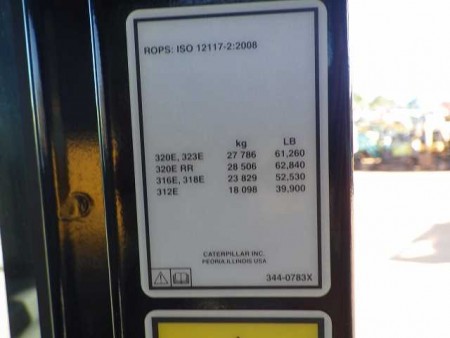 ROPS: ISO 12117-2:2008
kg LB
320E, 323E 27 786 61,260
320E RR 28 506 62,840
316E, 318E 23 829 52,530
312E 18 098 39,900
CATERPILLAR INC
PEORIA, ILLINOIS USA
344-0783X